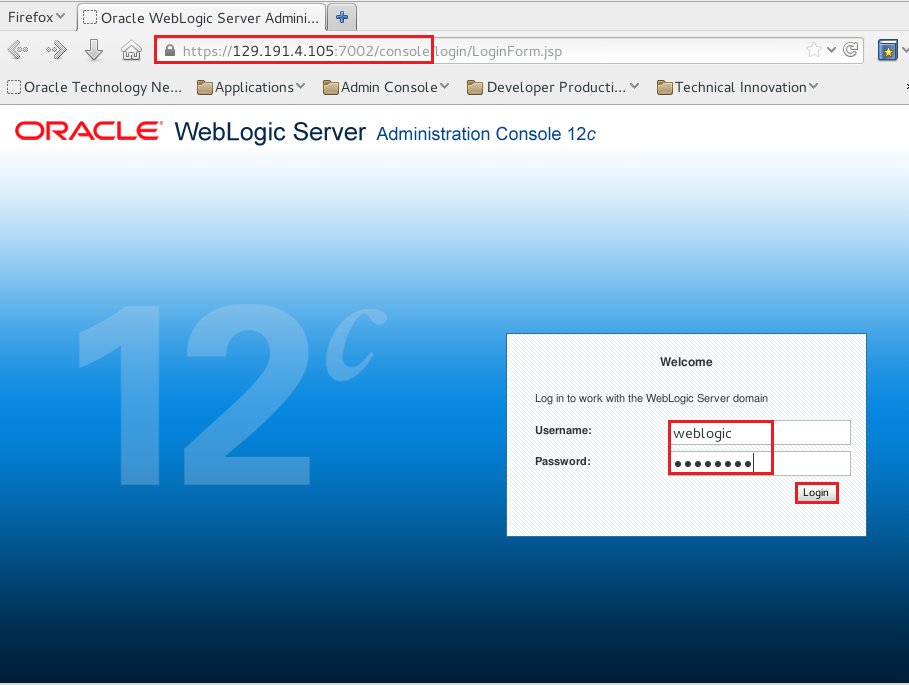 Firefox
Oracle WebLogic Server Admini...
https://129.191.4.105:7002/console/login/LoginForm.jsp
Oracle Technology Ne... Applications Admin Console Developer Producti... Technical Innovation
ORACLE® WebLogic Server Administration Console 12c
12c
Welcome
Log in to work with the WebLogic Server domain
Username: weblogic
Password: ••••••••
Login